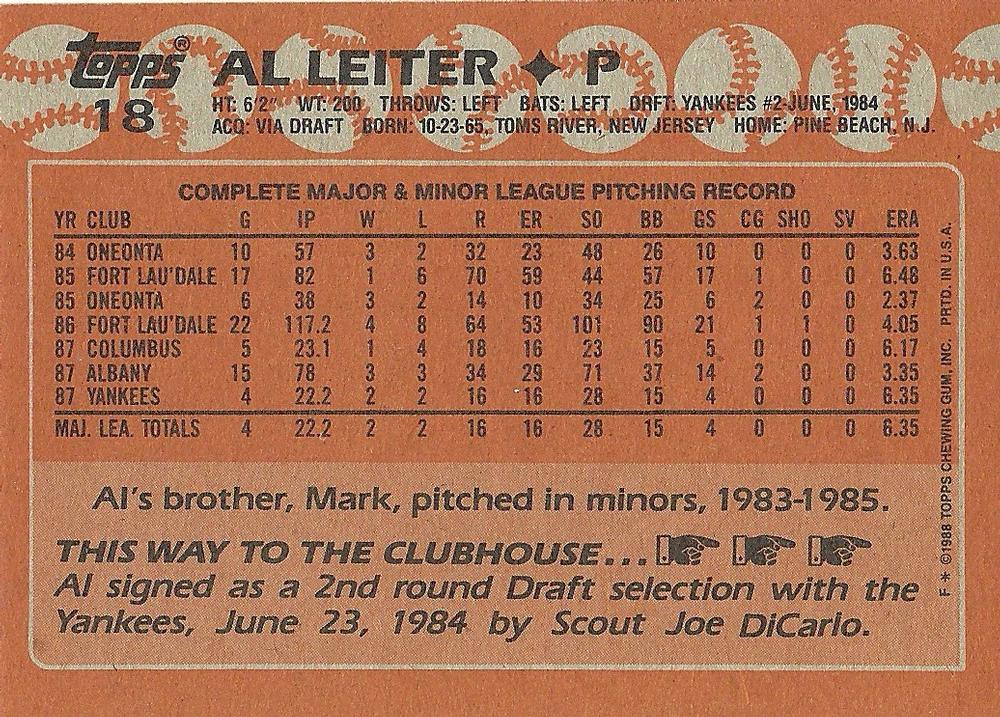 topps® AL LEITER ✦ P
18
HT: 6'2" WT: 200 THROWS: LEFT BATS: LEFT DRFT: YANKEES #2-JUNE, 1984
ACQ: VIA DRAFT BORN: 10-23-65, TOMS RIVER, NEW JERSEY HOME: PINE BEACH, N.J.
COMPLETE MAJOR & MINOR LEAGUE PITCHING RECORD
YR CLUB G IP W L R ER SO BB GS CG SHO SV ERA
84 ONEONTA 10 57 3 2 32 23 48 26 10 0 0 0 3.63
85 FORT LAU'DALE 17 82 1 6 70 59 44 57 17 1 0 0 6.48
85 ONEONTA 6 38 3 2 14 10 34 25 6 2 0 0 2.37
86 FORT LAU'DALE 22 117.2 4 8 64 53 101 90 21 1 1 0 4.05
87 COLUMBUS 5 23.1 1 4 18 16 23 15 5 0 0 0 6.17
87 ALBANY 15 78 3 3 34 29 71 37 14 2 0 0 3.35
87 YANKEES 4 22.2 2 2 16 16 28 15 4 0 0 0 6.35
MAJ. LEA. TOTALS 4 22.2 2 2 16 16 28 15 4 0 0 0 6.35
Al's brother, Mark, pitched in minors, 1983-1985.
THIS WAY TO THE CLUBHOUSE...
Al signed as a 2nd round Draft selection with the
Yankees, June 23, 1984 by Scout Joe DiCarlo.
F * ©1988 TOPPS CHEWING GUM, INC. PRTD. IN U.S.A.